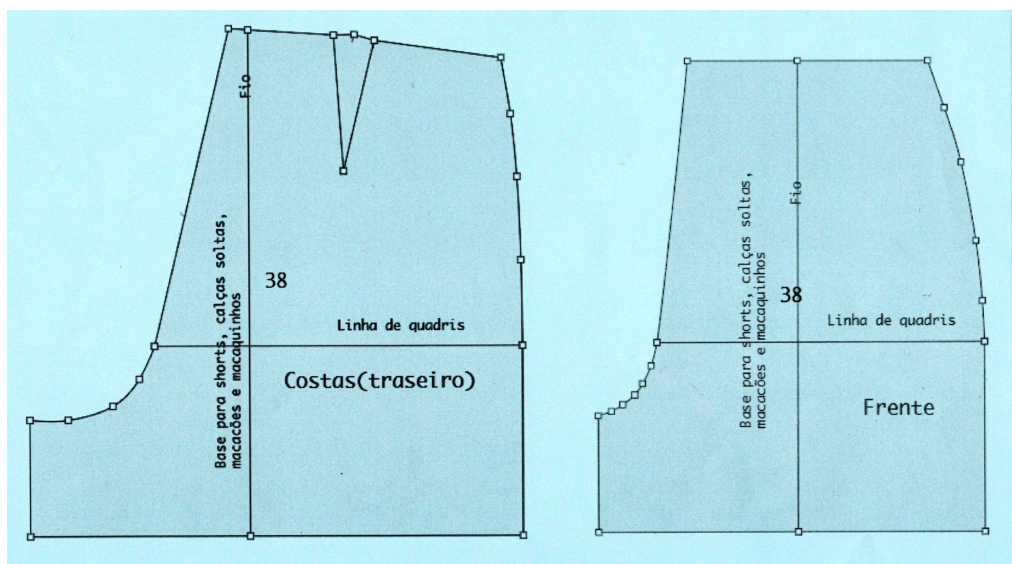 Fio
Base para shorts, calças soltas,
macacões e macaquinhos
38
Linha de quadris
Costas(traseiro)
Fio
Base para shorts, calças soltas,
macacões e macaquinhos
38
Linha de quadris
Frente